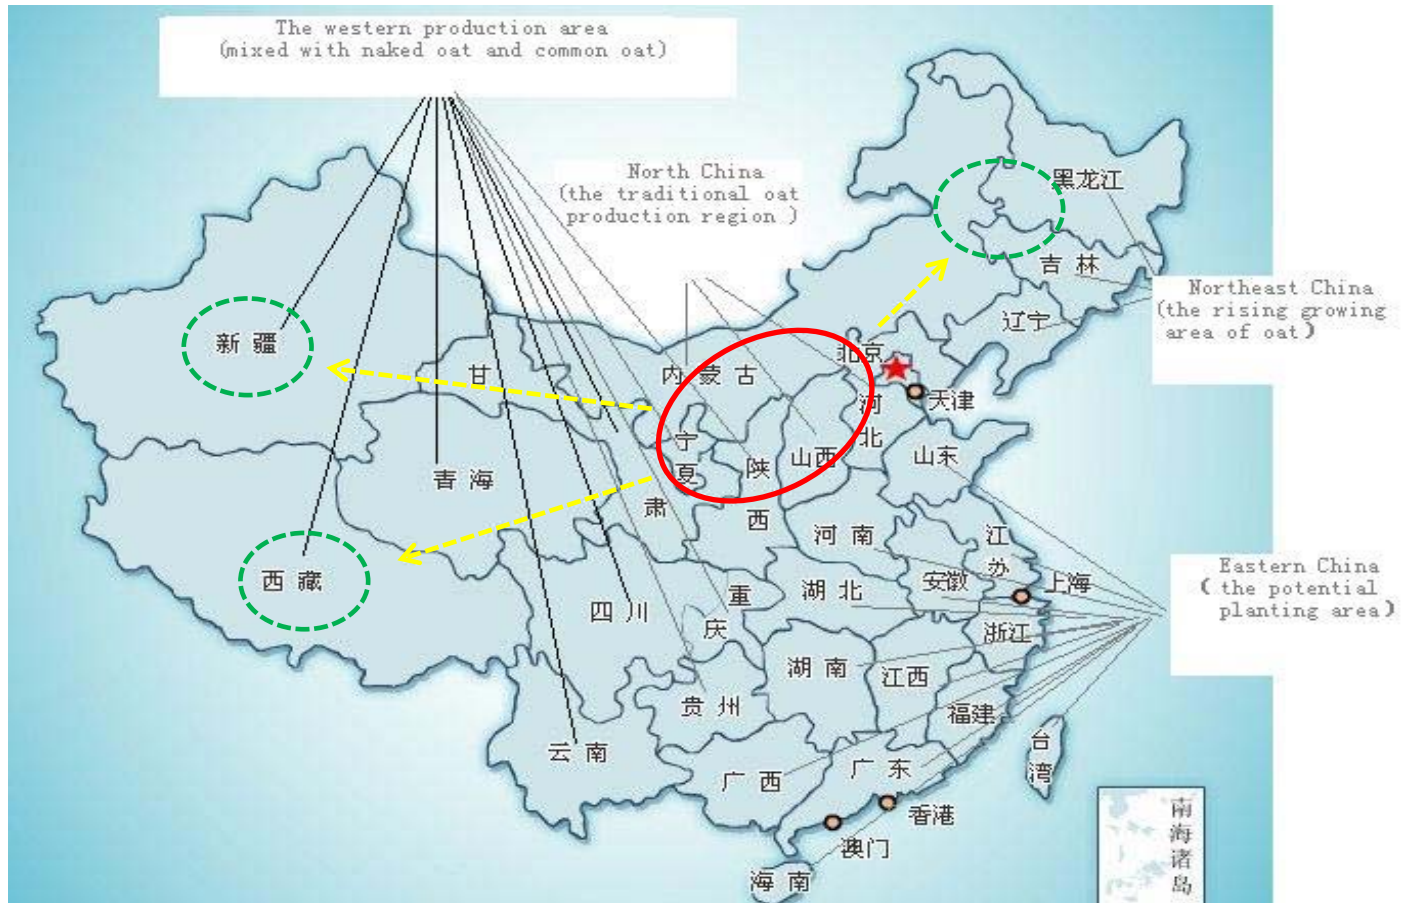 The western production area
(mixed with naked oat and common oat)
North China
(the traditional oat
production region )
黑龙江
吉 林
辽宁
Northeast China
(the rising growing
area of oat)
新 疆
甘
肃
内 蒙 古
北京
天津
河
北
宁
夏
陕
西
山西
山东
青 海
西 藏
河 南
江
苏
安徽
上海
Eastern China
( the potential
planting area)
四 川
重
庆
湖 北
浙江
湖 南
江西
贵 州
福建
云 南
广 西
广 东
台
湾
香港
澳门
海 南
南
海
诸
岛